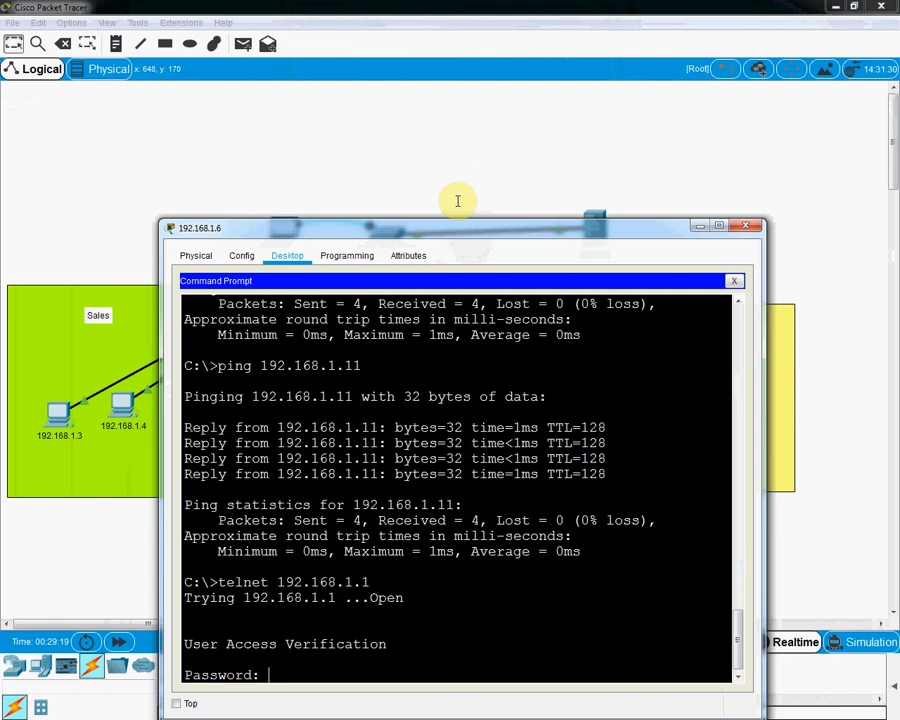 Cisco Packet Tracer
File Edit Options View Tools Extensions Help
Logical Physical x: 648, y: 170 [Root] 14:31:30
192.168.1.6
Physical Config Desktop Programming Attributes
Command Prompt X
Packets: Sent = 4, Received = 4, Lost = 0 (0% loss),
Approximate round trip times in milli-seconds:
Minimum = 0ms, Maximum = 1ms, Average = 0ms
C:\>ping 192.168.1.11
Pinging 192.168.1.11 with 32 bytes of data:
Reply from 192.168.1.11: bytes=32 time=1ms TTL=128
Reply from 192.168.1.11: bytes=32 time<1ms TTL=128
Reply from 192.168.1.11: bytes=32 time<1ms TTL=128
Reply from 192.168.1.11: bytes=32 time=1ms TTL=128
Ping statistics for 192.168.1.11:
Packets: Sent = 4, Received = 4, Lost = 0 (0% loss),
Approximate round trip times in milli-seconds:
Minimum = 0ms, Maximum = 1ms, Average = 0ms
C:\>telnet 192.168.1.1
Trying 192.168.1.1 ...Open
User Access Verification
Password:
Top
Sales
192.168.1.3
192.168.1.4
Time: 00:29:19
Realtime Simulation